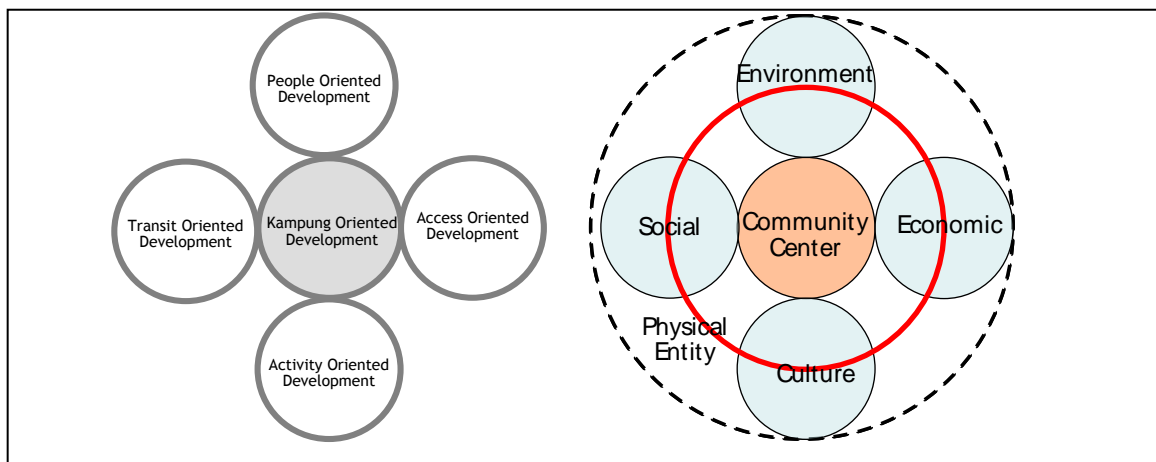 People Oriented
Development
Transit Oriented
Development
Kampung Oriented
Development
Access Oriented
Development
Activity Oriented
Development
Environment
Social
Community
Center
Economic
Physical
Entity
Culture